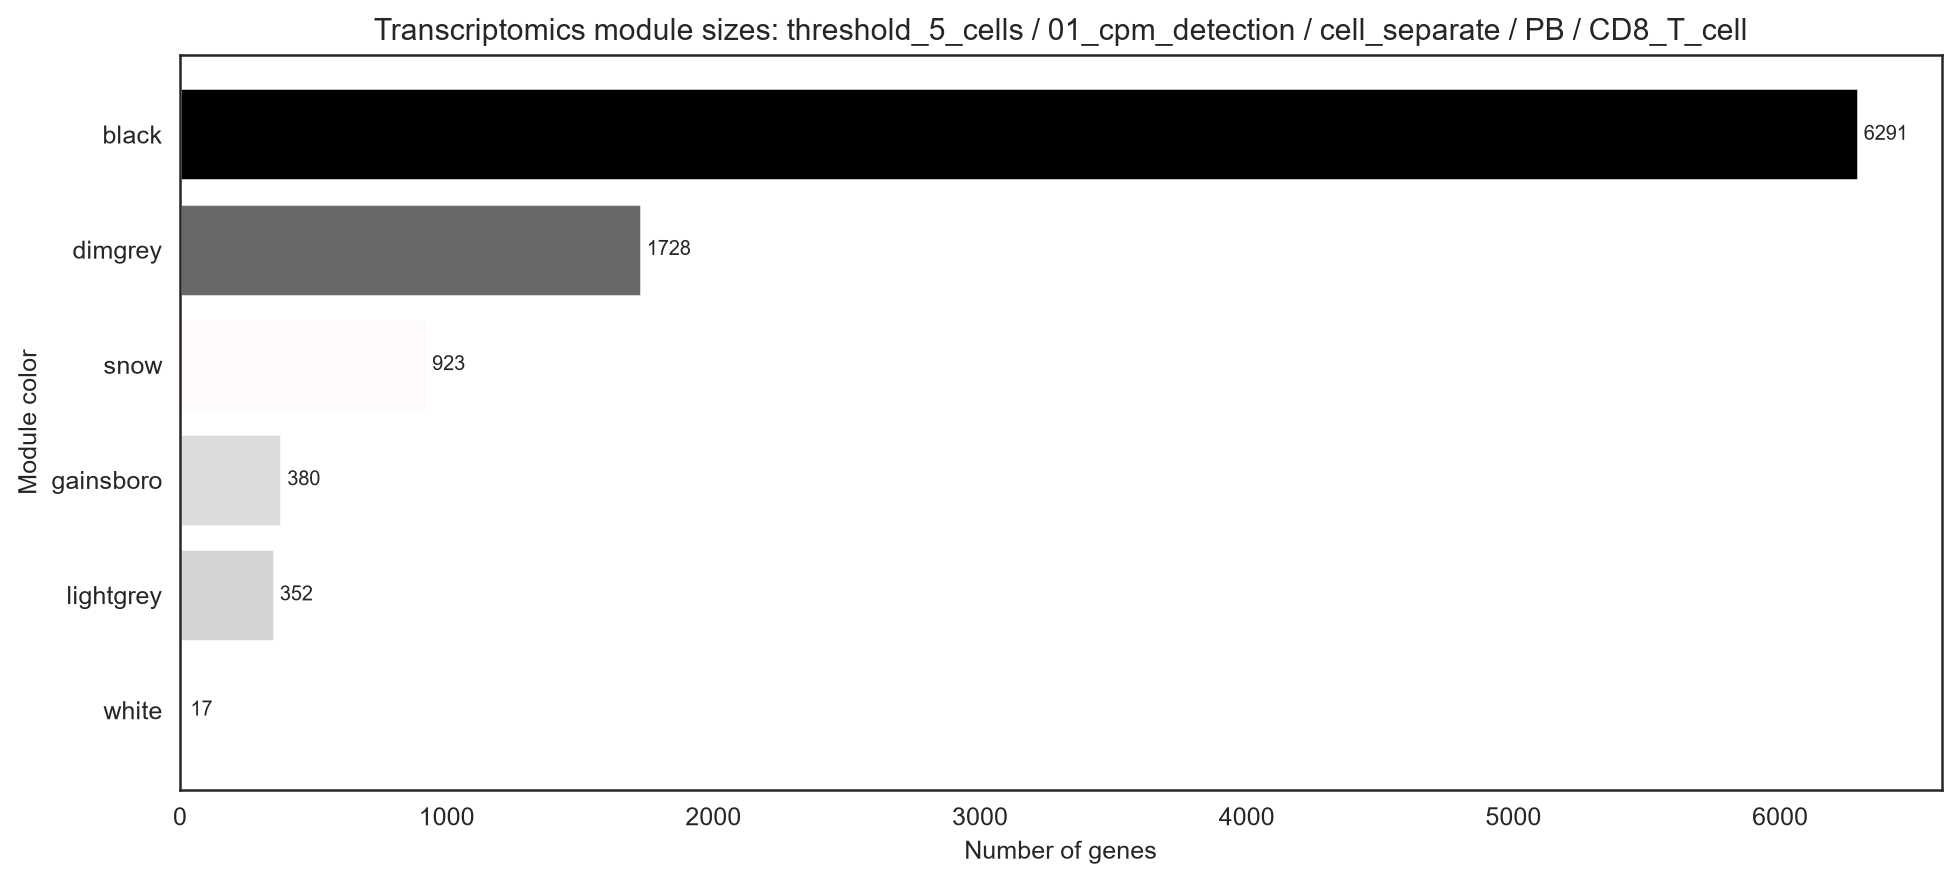 Transcriptomics module sizes: threshold_5_cells / 01_cpm_detection / cell_separate / PB / CD8_T_cell
Module color
black
6291
dimgrey
1728
snow
923
gainsboro
380
lightgrey
352
white
17
0 1000 2000 3000 4000 5000 6000
Number of genes